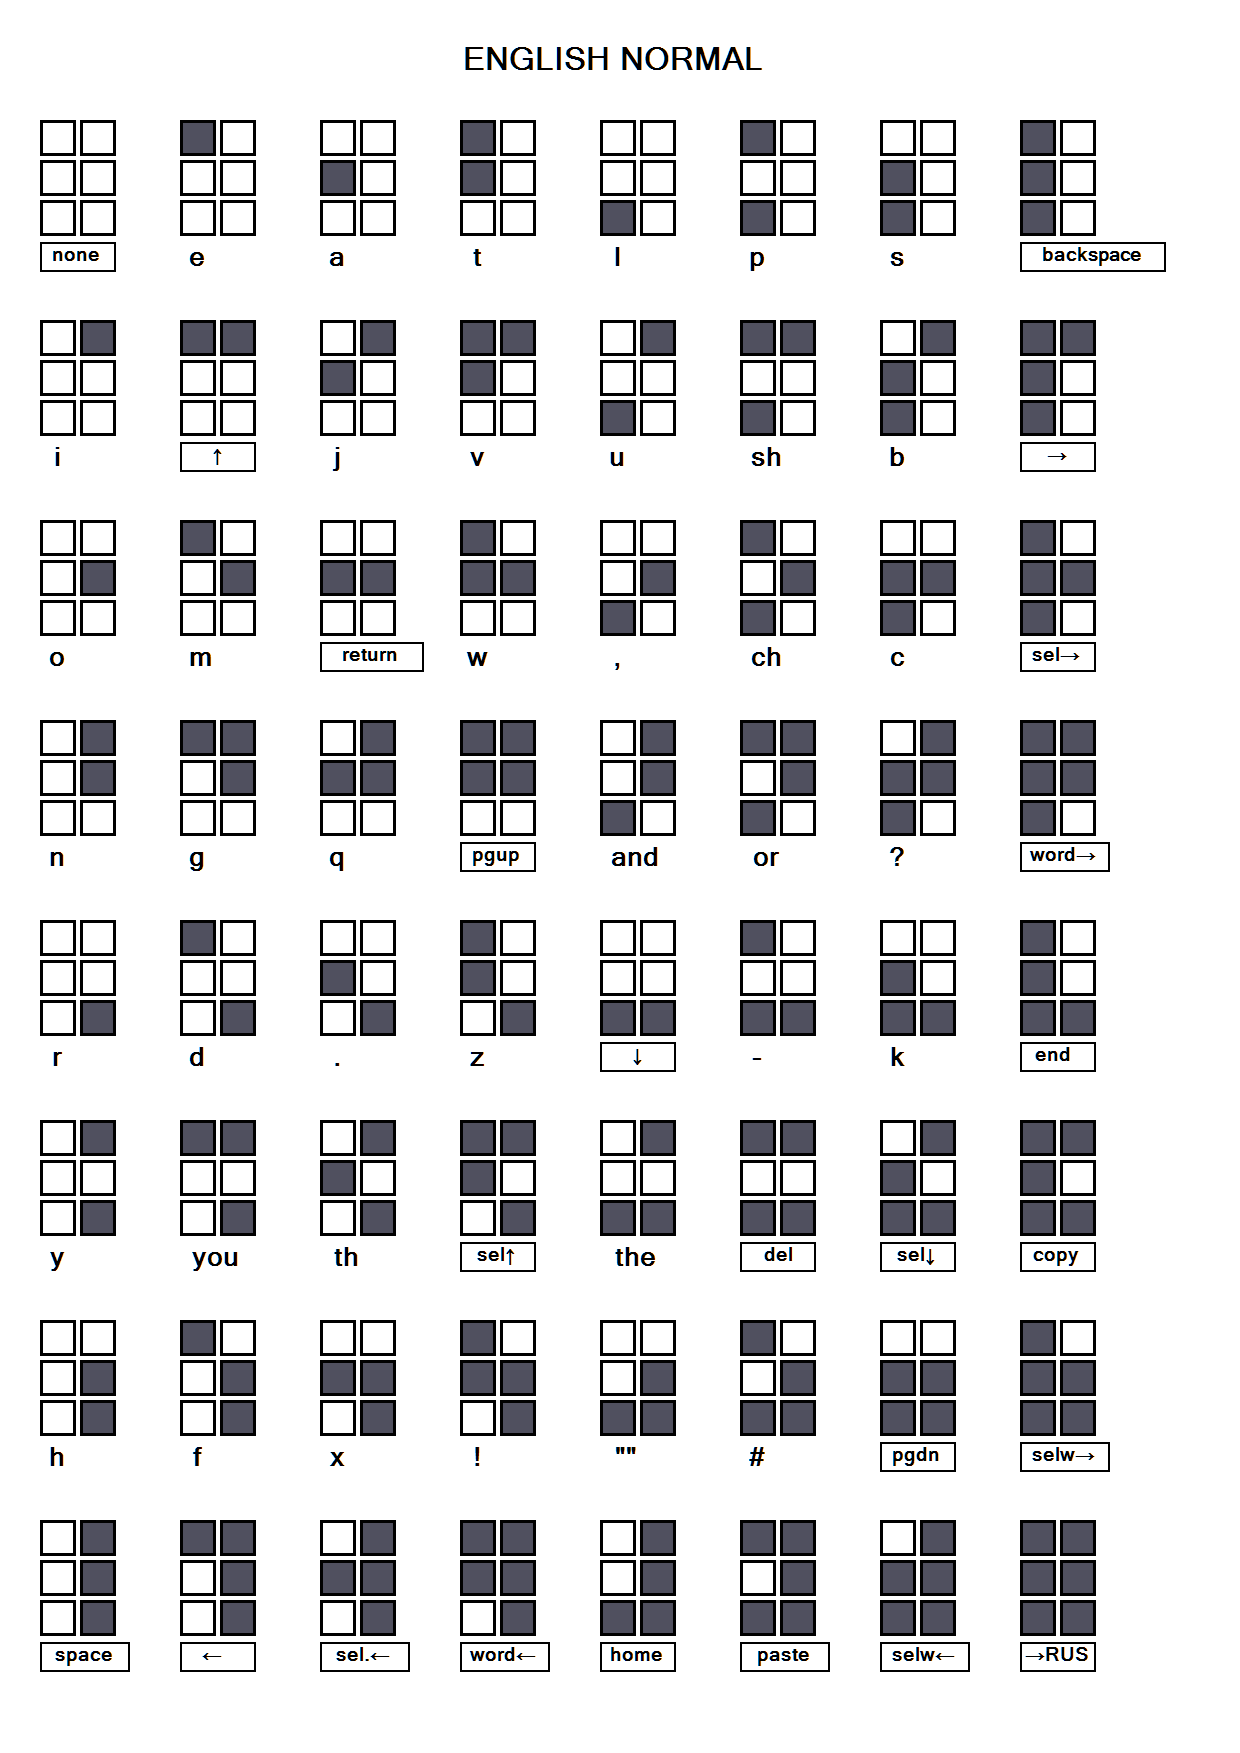 ENGLISH NORMAL
none e a t l p s backspace
i ↑ j v u sh b →
o m return w , ch c sel→
n g q pgup and or ? word→
r d . z ↓ - k end
y you th sel↑ the del sel↓ copy
h f x ! "" # pgdn selw→
space ← sel.← word← home paste selw← →RUS